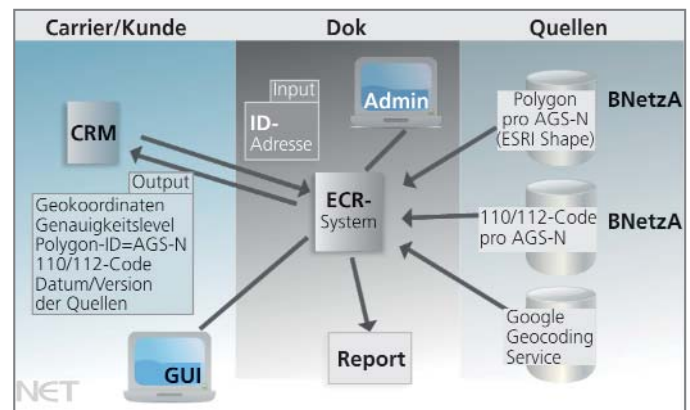 Carrier/Kunde
Dok
Quellen
CRM
Input
ID-
Adresse
Admin
Polygon
pro AGS-N
(ESRI Shape)
BNetzA
Output
Geokoordinaten
Genauigkeitslevel
Polygon-ID=AGS-N
110/112-Code
Datum/Version
der Quellen
ECR-
System
110/112-Code
pro AGS-N
BNetzA
Google
Geocoding
Service
GUI
Report
NET